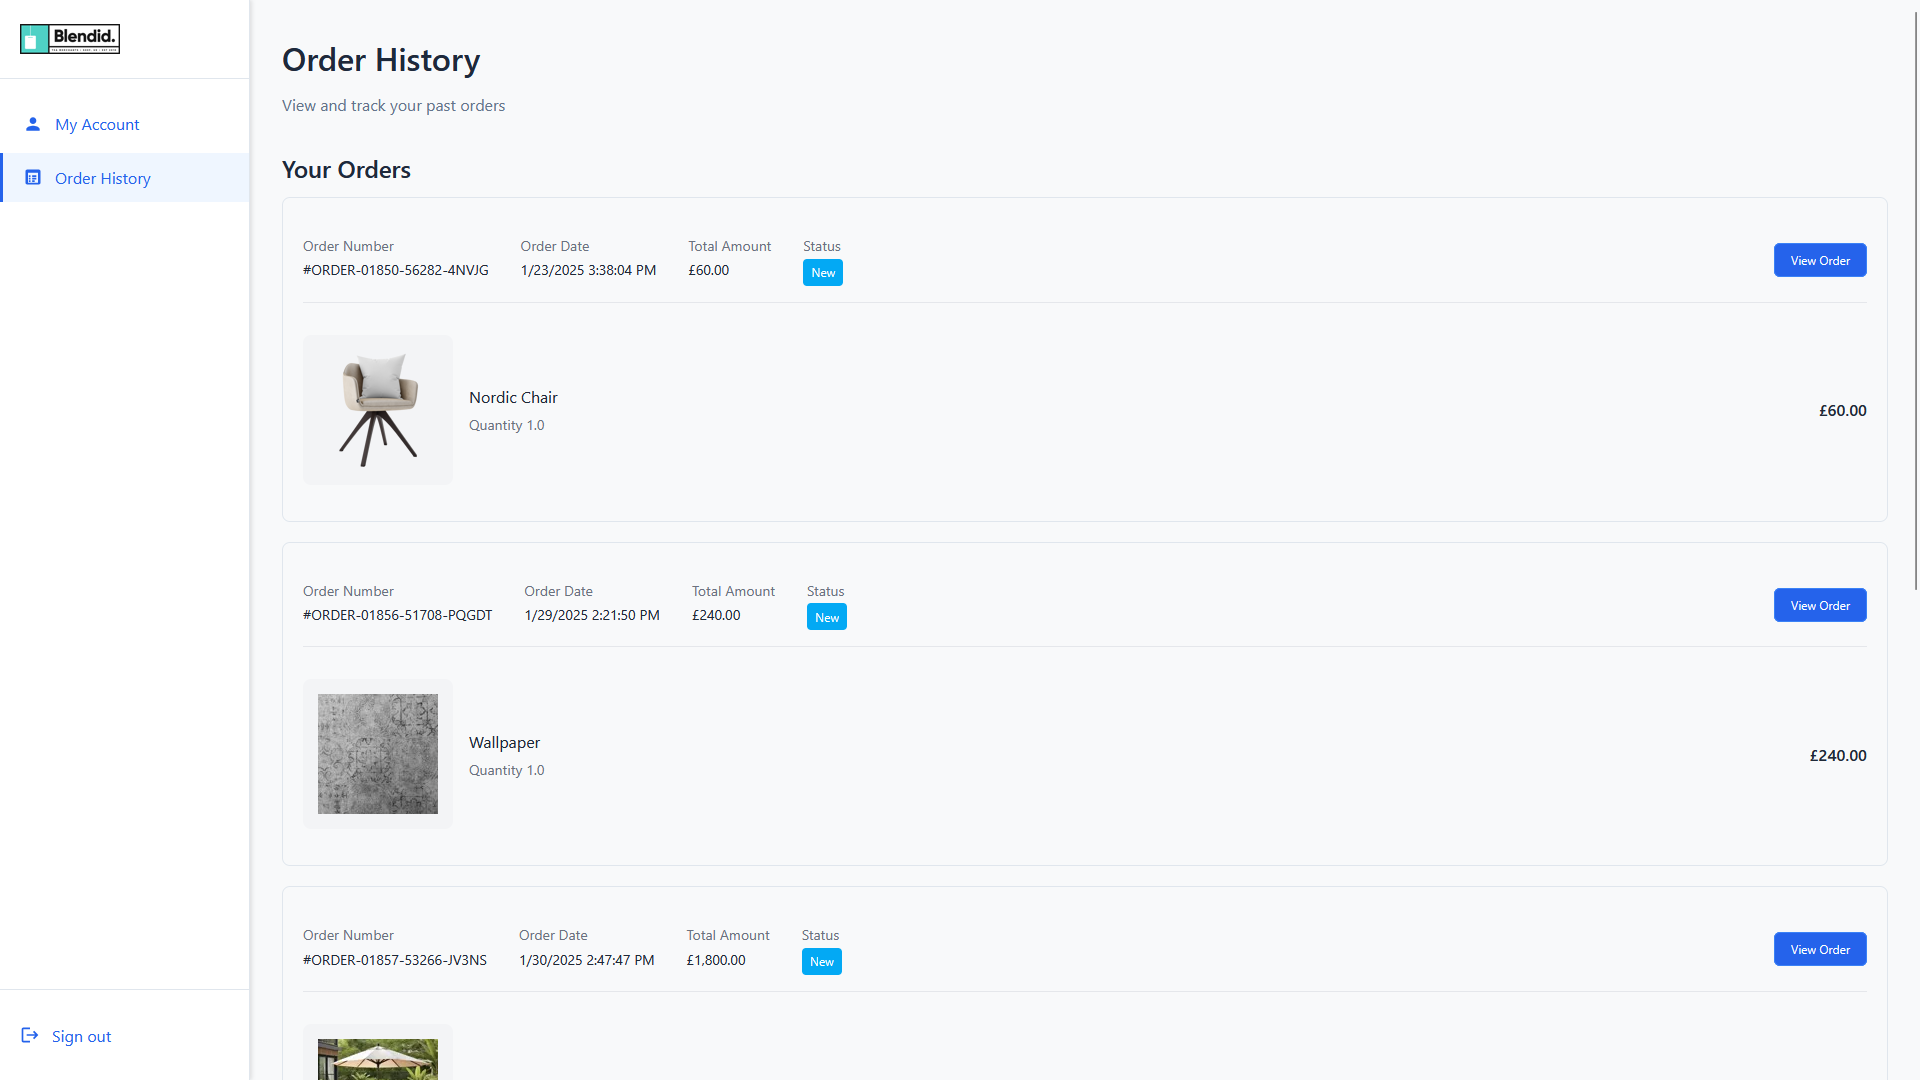 Blendid.
My Account
Order History
Sign out
Order History
View and track your past orders
Your Orders
Order Number Order Date Total Amount Status
#ORDER-01850-56282-4NVJG 1/23/2025 3:38:04 PM £60.00 New
View Order
Nordic Chair
Quantity 1.0
£60.00
Order Number Order Date Total Amount Status
#ORDER-01856-51708-PQGDT 1/29/2025 2:21:50 PM £240.00 New
View Order
Wallpaper
Quantity 1.0
£240.00
Order Number Order Date Total Amount Status
#ORDER-01857-53266-JV3NS 1/30/2025 2:47:47 PM £1,800.00 New
View Order